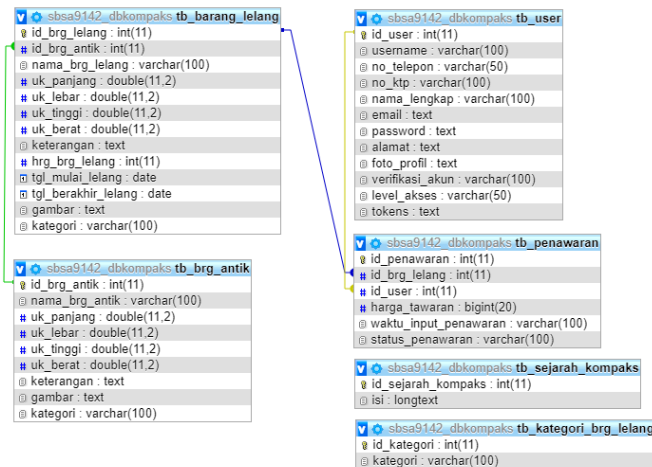 sbsa9142_dbkompaks tb_barang_lelang
id_brg_lelang : int(11)
id_brg_antik : int(11)
nama_brg_lelang : varchar(100)
uk_panjang : double(11,2)
uk_lebar : double(11,2)
uk_tinggi : double(11,2)
uk_berat : double(11,2)
keterangan : text
hrg_brg_lelang : int(11)
tgl_mulai_lelang : date
tgl_berakhir_lelang : date
gambar : text
kategori : varchar(100)
sbsa9142_dbkompaks tb_brg_antik
id_brg_antik : int(11)
nama_brg_antik : varchar(100)
uk_panjang : double(11,2)
uk_lebar : double(11,2)
uk_tinggi : double(11,2)
uk_berat : double(11,2)
keterangan : text
gambar : text
kategori : varchar(100)
sbsa9142_dbkompaks tb_user
id_user : int(11)
username : varchar(100)
no_telepon : varchar(50)
no_ktp : varchar(100)
nama_lengkap : varchar(100)
email : text
password : text
alamat : text
foto_profil : text
verifikasi_akun : varchar(100)
level_akses : varchar(50)
tokens : text
sbsa9142_dbkompaks tb_penawaran
id_penawaran : int(11)
id_brg_lelang : int(11)
id_user : int(11)
harga_tawaran : bigint(20)
waktu_input_penawaran : varchar(100)
status_penawaran : varchar(100)
sbsa9142_dbkompaks tb_sejarah_kompaks
id_sejarah_kompaks : int(11)
isi : longtext
sbsa9142_dbkompaks tb_kategori_brg_lelang
id_kategori : int(11)
kategori : varchar(100)